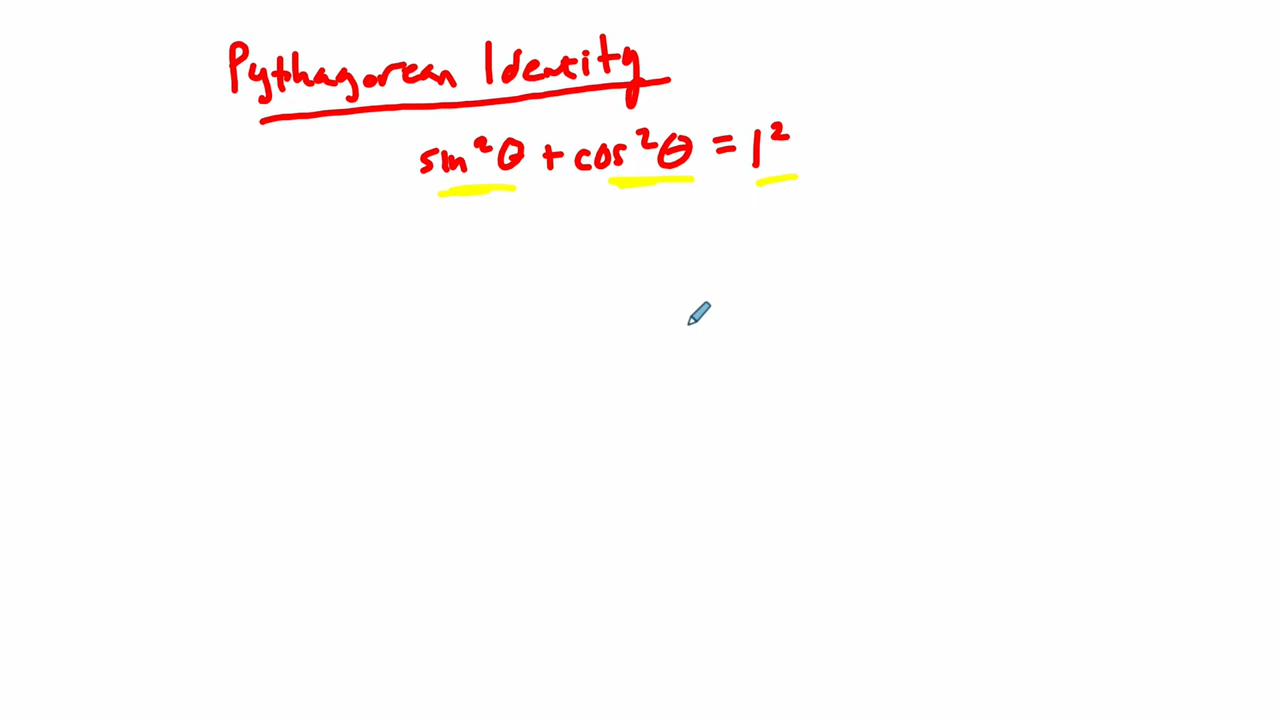 Pythagorean Identity
sin²θ + cos²θ = 1²